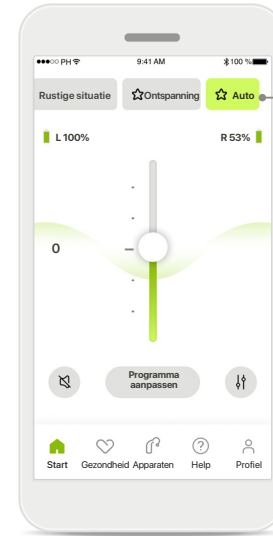 ●●●○○ PH 9:41 AM 100 %
Rustige situatie Ontspanning Auto
L 100% R 53%
0
Programma
aanpassen
Start Gezondheid Apparaten Help Profiel